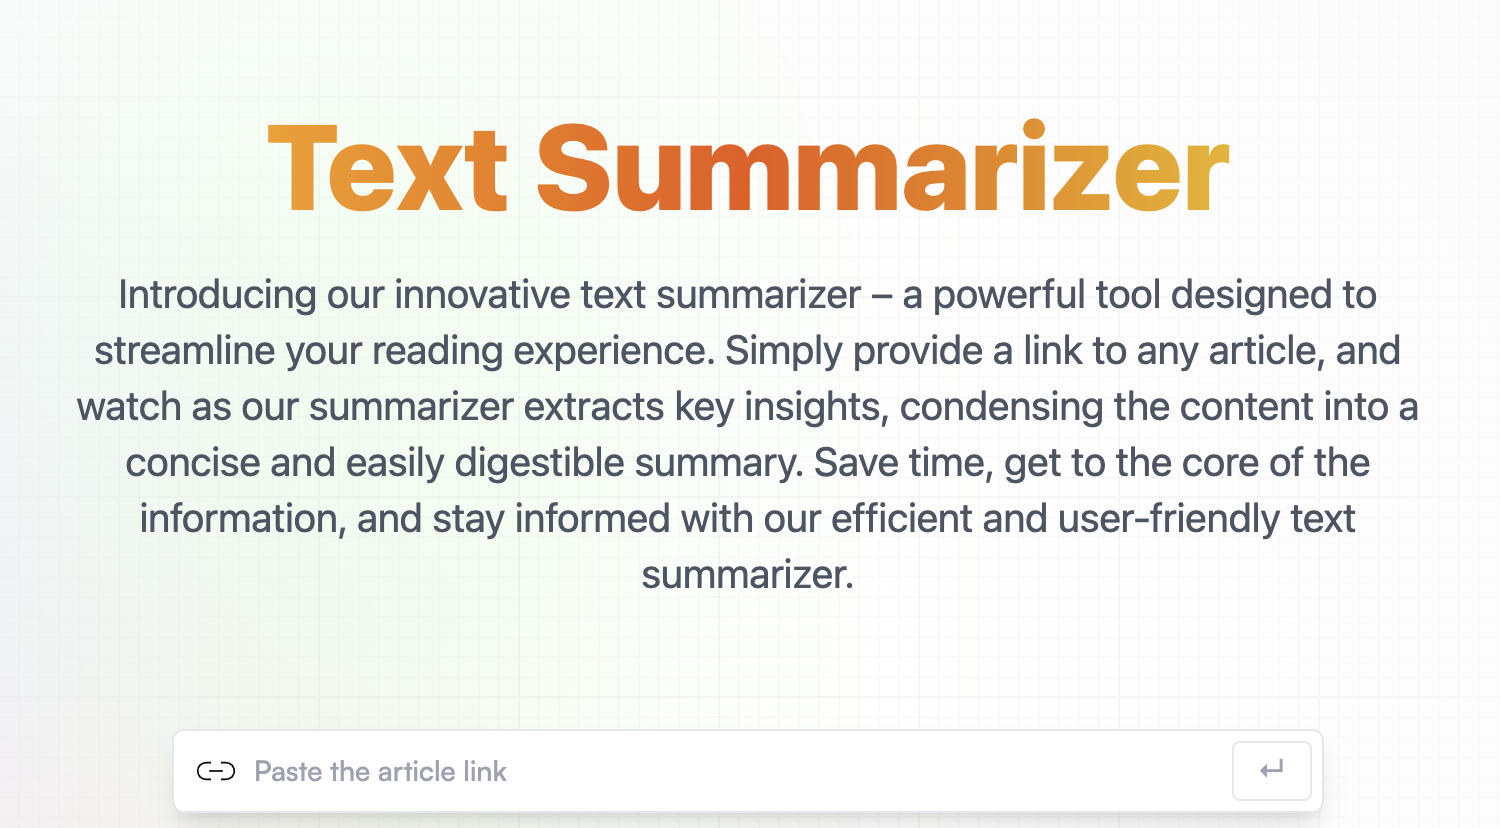 Text Summarizer
Introducing our innovative text summarizer – a powerful tool designed to
streamline your reading experience. Simply provide a link to any article, and
watch as our summarizer extracts key insights, condensing the content into a
concise and easily digestible summary. Save time, get to the core of the
information, and stay informed with our efficient and user-friendly text
summarizer.
Paste the article link